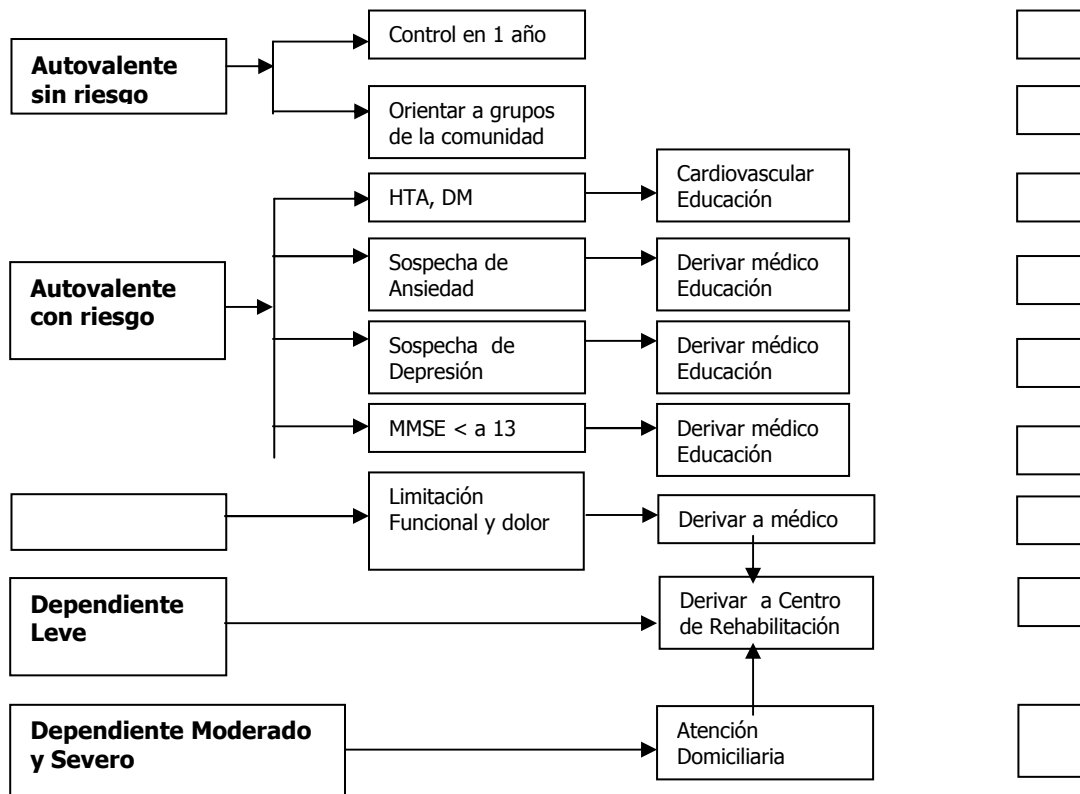 Autovalente
sin riesgo
Control en 1 año
Orientar a grupos
de la comunidad
Autovalente
con riesgo
HTA, DM
Cardiovascular
Educación
Sospecha de
Ansiedad
Derivar médico
Educación
Sospecha de
Depresión
Derivar médico
Educación
MMSE < a 13
Derivar médico
Educación
Limitación
Funcional y dolor
Derivar a médico
Dependiente
Leve
Derivar a Centro
de Rehabilitación
Dependiente Moderado
y Severo
Atención
Domiciliaria